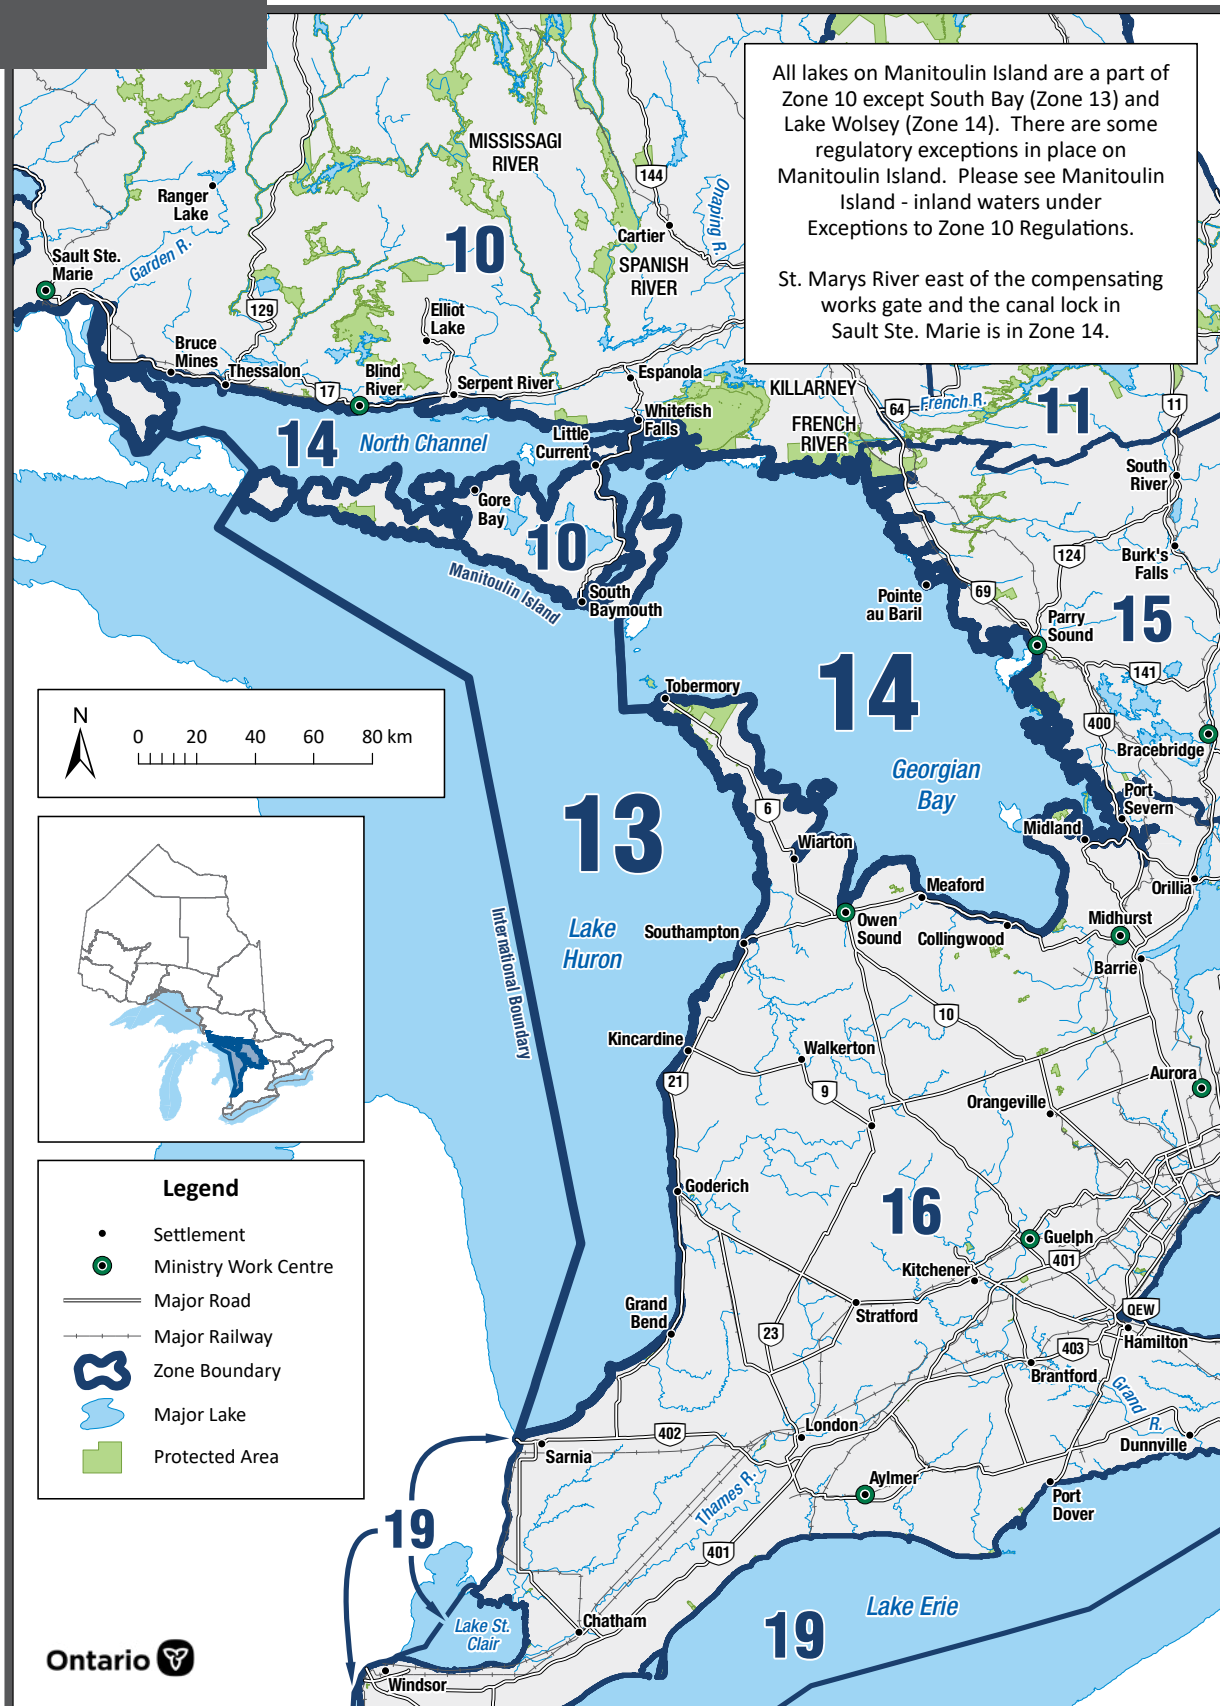 All lakes on Manitoulin Island are a part of
Zone 10 except South Bay (Zone 13) and
Lake Wolsey (Zone 14). There are some
regulatory exceptions in place on
Manitoulin Island. Please see Manitoulin
Island - inland waters under
Exceptions to Zone 10 Regulations.
St. Marys River east of the compensating
works gate and the canal lock in
Sault Ste. Marie is in Zone 14.
MISSISSAGI
RIVER
144
Onaping R.
Ranger
Lake
Cartier
10
Garden R.
Sault Ste.
Marie
SPANISH
RIVER
129
Elliot
Lake
Bruce
Mines
Thessalon
17
Blind
River
Serpent River
Espanola
KILLARNEY
64
French R.
11
11
Whitefish
Falls
FRENCH
RIVER
14
North Channel
Little
Current
South
River
Gore
Bay
10
124
Burk's
Falls
Manitoulin Island
South
Baymouth
Pointe
au Baril
69
Parry
Sound
15
14
141
Tobermory
400
Bracebridge
N
0 20 40 60 80 km
Georgian
Bay
Port
Severn
13
6
Midland
Wiarton
Orillia
Meaford
Midhurst
Owen
Sound
Collingwood
Southampton
Lake
Huron
Barrie
International Boundary
10
Kincardine
Walkerton
21
9
Aurora
Orangeville
Goderich
16
Guelph
401
Kitchener
Grand
Bend
Stratford
QEW
Hamilton
23
403
Brantford
Grand R.
London
402
Dunnville
Sarnia
Aylmer
Thames R.
Port
Dover
19
401
Lake St.
Clair
Chatham
Lake Erie
19
Windsor
Legend
Settlement
Ministry Work Centre
Major Road
Major Railway
Zone Boundary
Major Lake
Protected Area
Ontario